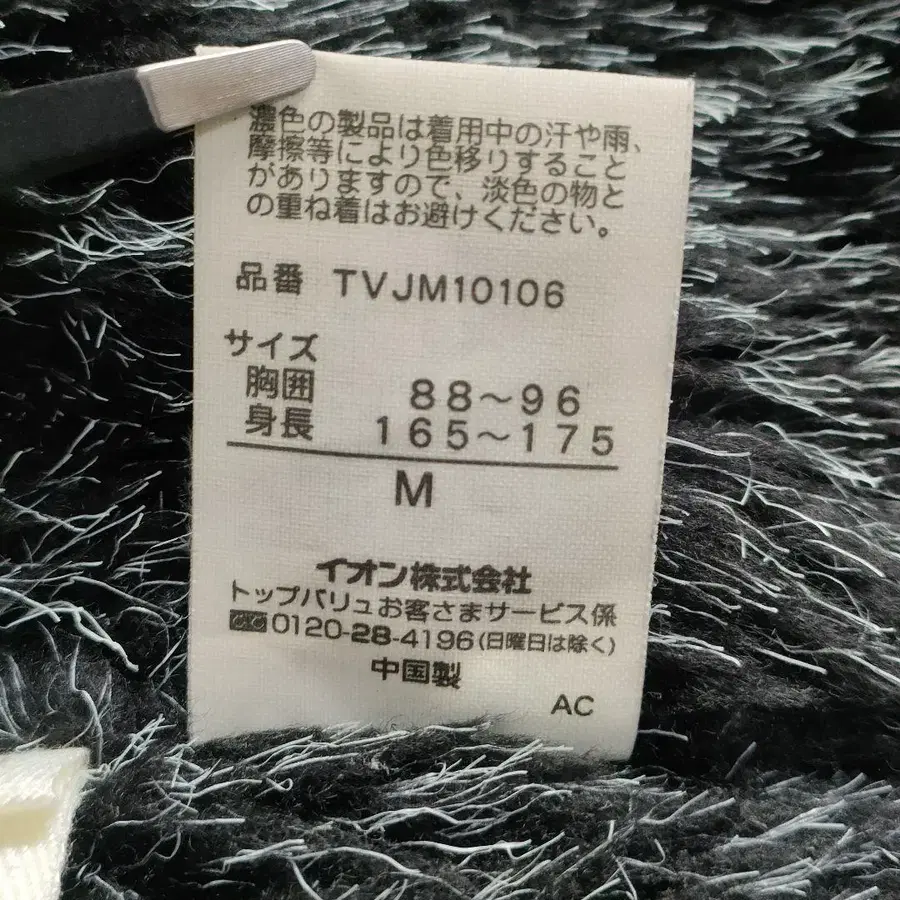 濃色の製品は着用中の汗や雨、
摩擦等により色移りすること
がありますので、淡色の物と
の重ね着はお避けください。
品番 TVJM10106
サイズ
胸囲 88～96
身長 165～175
M
イオン株式会社
トップバリュお客さまサービス係
0120-28-4196(日曜日は除く)
中国製
AC